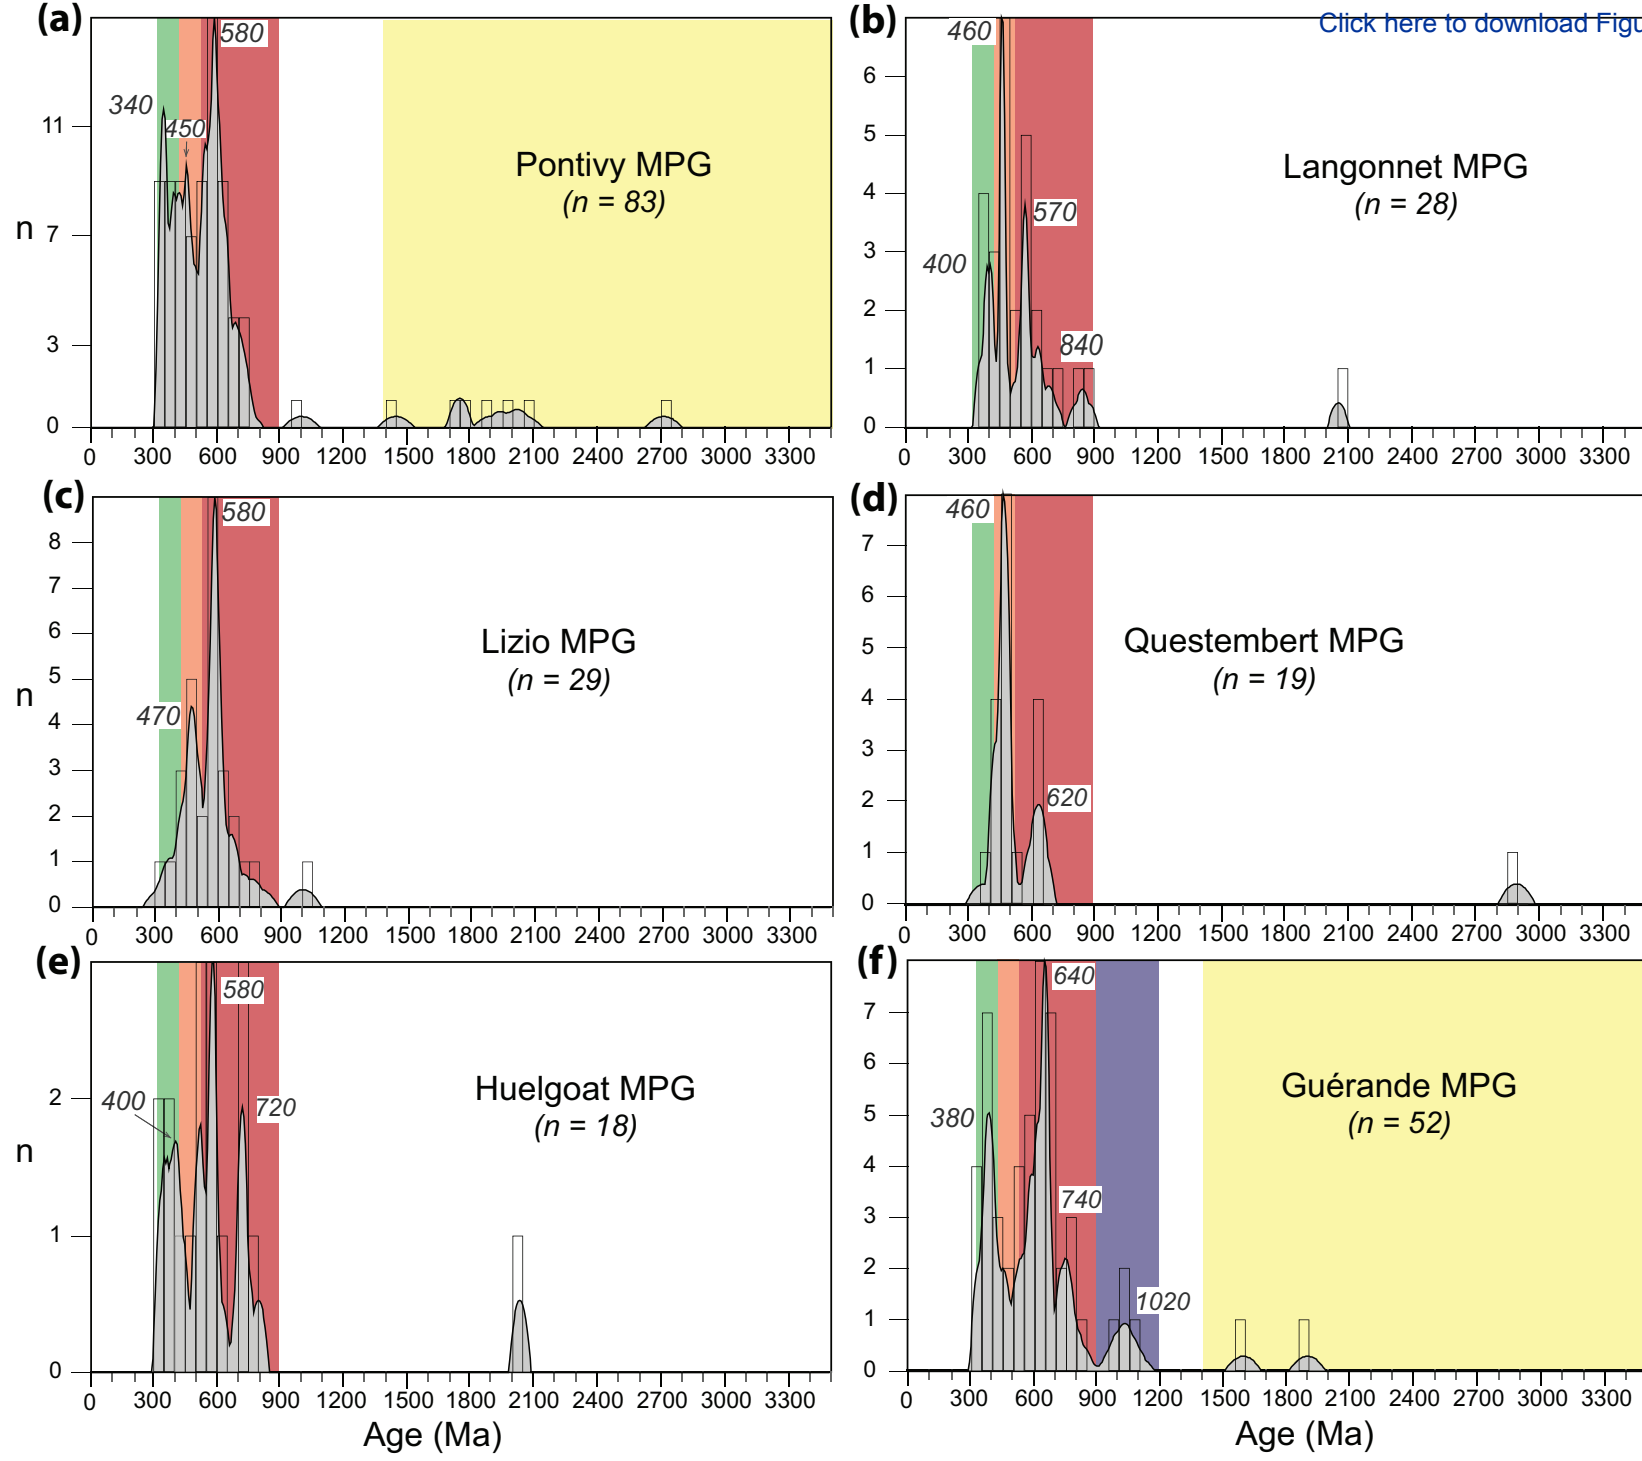 (a)
580
340
450
11
Pontivy MPG
(n = 83)
n
7
3
0
0 300 600 900 1200 1500 1800 2100 2400 2700 3000 3300
(b)
Click here to download Figu
460
6
5
Langonnet MPG
(n = 28)
4
570
400
3
2
840
1
0
0 300 600 900 1200 1500 1800 2100 2400 2700 3000 3300
(c)
580
8
7
6
Lizio MPG
(n = 29)
5
n
470
4
3
2
1
0
0 300 600 900 1200 1500 1800 2100 2400 2700 3000 3300
(d)
460
7
6
Questembert MPG
(n = 19)
5
4
3
2
620
1
0
0 300 600 900 1200 1500 1800 2100 2400 2700 3000 3300
(e)
580
2
400
720
Huelgoat MPG
(n = 18)
n
1
0
0 300 600 900 1200 1500 1800 2100 2400 2700 3000 3300
Age (Ma)
(f)
640
7
6
Guérande MPG
(n = 52)
380
5
4
740
3
2
1020
1
0
0 300 600 900 1200 1500 1800 2100 2400 2700 3000 3300
Age (Ma)